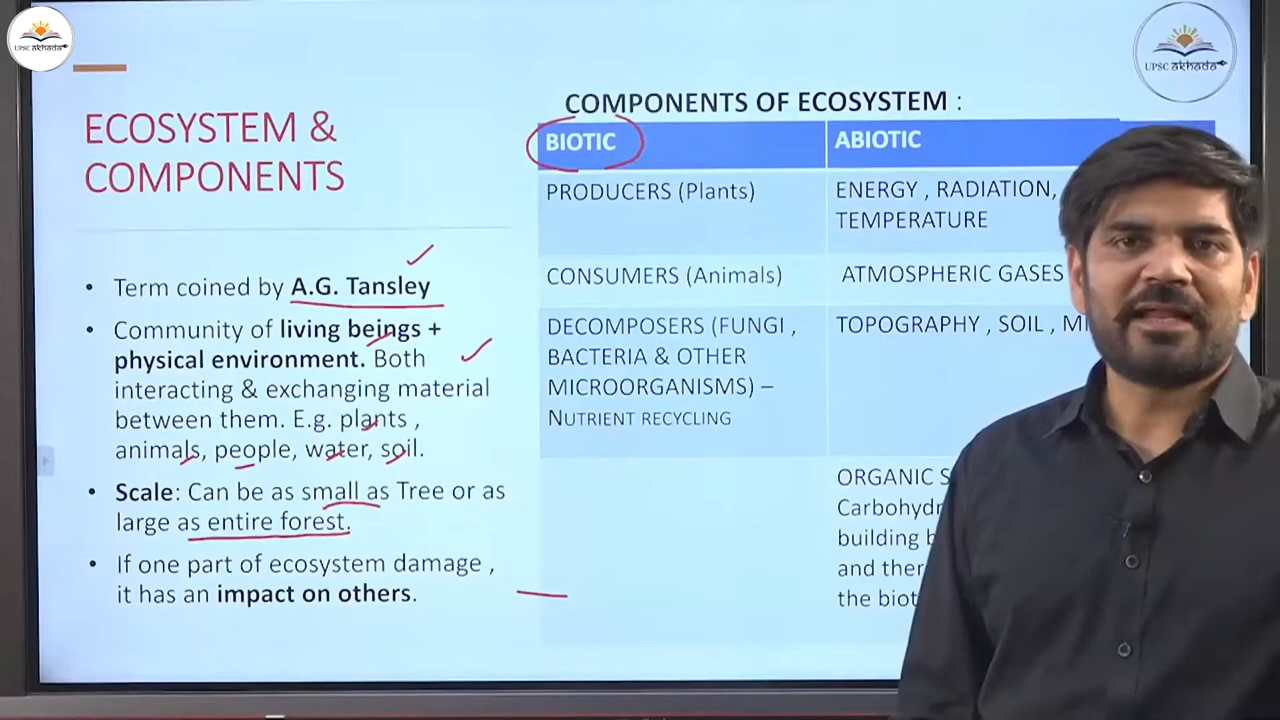 UPSC akhada
UPSC akhada
ECOSYSTEM &
COMPONENTS
• Term coined by A.G. Tansley
• Community of living beings +
physical environment. Both
interacting & exchanging material
between them. E.g. plants ,
animals, people, water, soil.
• Scale: Can be as small as Tree or as
large as entire forest.
• If one part of ecosystem damage ,
it has an impact on others.
COMPONENTS OF ECOSYSTEM :
BIOTIC ABIOTIC
PRODUCERS (Plants) ENERGY , RADIATION,
TEMPERATURE
CONSUMERS (Animals) ATMOSPHERIC GASES
DECOMPOSERS (FUNGI , TOPOGRAPHY , SOIL ,
BACTERIA & OTHER
MICROORGANISMS) –
NUTRIENT RECYCLING
ORGANIC
building
and
the